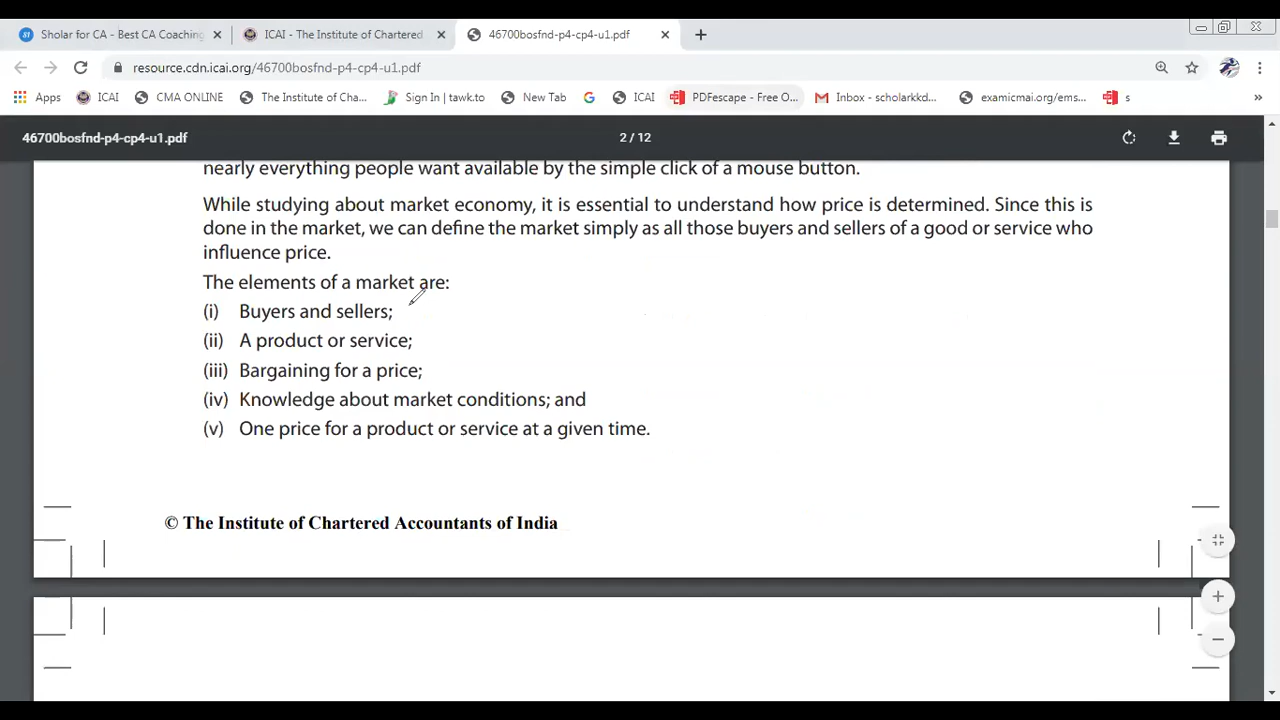 Sholar for CA - Best CA Coaching
ICAI - The Institute of Chartered
46700bosfnd-p4-cp4-u1.pdf
resource.cdn.icai.org/46700bosfnd-p4-cp4-u1.pdf
Apps ICAI CMA ONLINE The Institute of Cha... Sign In | tawk.to New Tab ICAI PDFescape - Free O... Inbox - scholarkkd... examicmai.org/ems... s »
46700bosfnd-p4-cp4-u1.pdf 2 / 12
nearly everything people want available by the simple click of a mouse button.
While studying about market economy, it is essential to understand how price is determined. Since this is
done in the market, we can define the market simply as all those buyers and sellers of a good or service who
influence price.
The elements of a market are:
(i) Buyers and sellers;
(ii) A product or service;
(iii) Bargaining for a price;
(iv) Knowledge about market conditions; and
(v) One price for a product or service at a given time.
© The Institute of Chartered Accountants of India